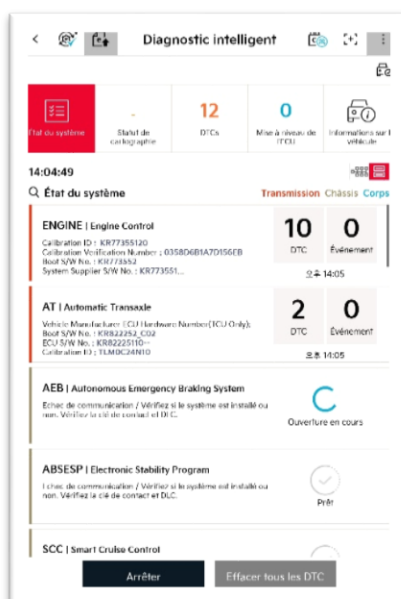 Diagnostic intelligent
12
0
État du système
Statut de cartographie
DTCs
Mise à niveau de l'ECU
Informations sur l véhicule
14:04:49
État du système
Transmission Châssis Corps
ENGINE | Engine Control
10 0
DTC Événement
Calibration ID : KR77355120
Calibration Verification Number : 0358D6B1A7D156EB
Boot S/W No. : KR773552
System Supplier S/W No. : KR773551...
오후 14:05
AT | Automatic Transaxle
2 0
DTC Événement
Vehicle Manufacturer ECU Hardware Number(TCU Only):
Boot S/W No. : KR822252_C02
ECU S/W No. : KR82225110--
Calibration ID : TLM0C24N10
오후 14:05
AEB | Autonomous Emergency Braking System
Echec de communication / Vérifiez si le système est installé ou
non. Vérifiez la clé de contact et DLC.
Ouverture en cours
ABSESP | Electronic Stability Program
Echec de communication / Vérifiez si le système est installé ou
non. Vérifiez la clé de contact et DLC.
Prêt
SCC | Smart Cruise Control
Arrêter
Effacer tous les DTC